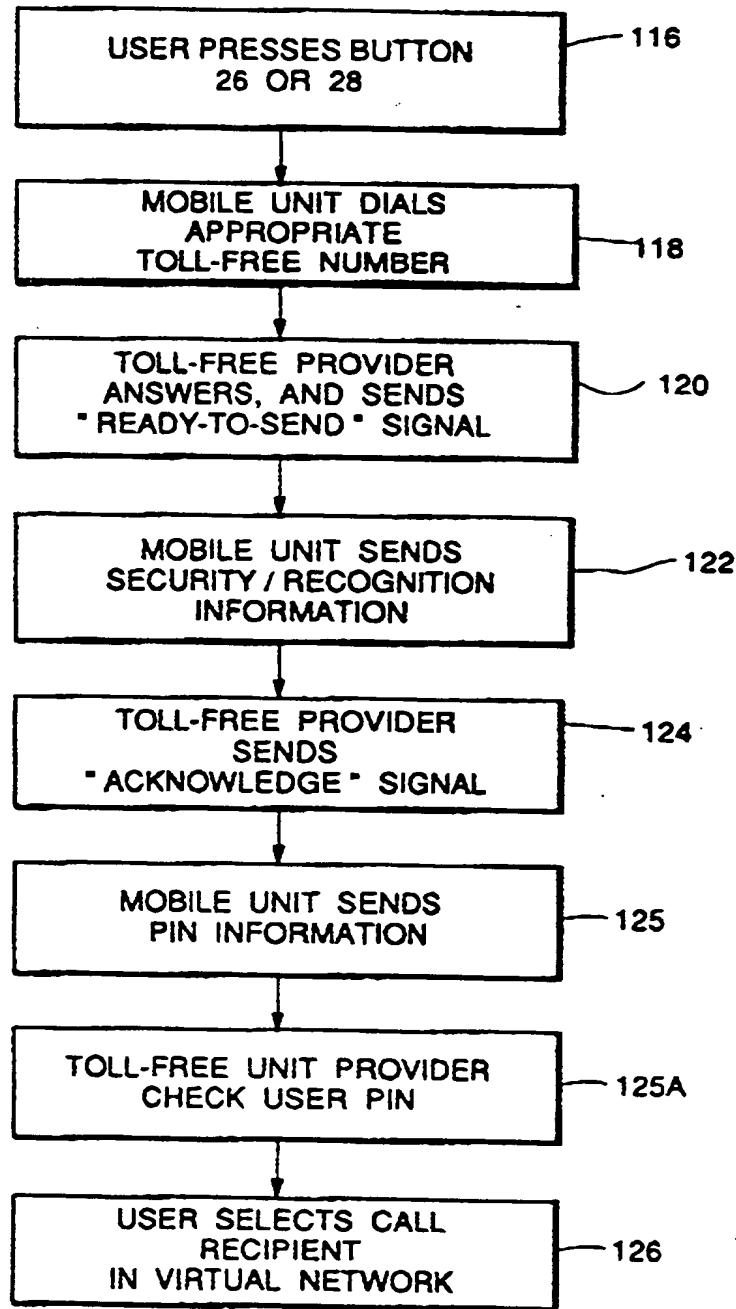 USER PRESSES BUTTON
26 OR 28
116
MOBILE UNIT DIALS
APPROPRIATE
TOLL-FREE NUMBER
118
TOLL-FREE PROVIDER
ANSWERS, AND SENDS
"READY-TO-SEND" SIGNAL
120
MOBILE UNIT SENDS
SECURITY / RECOGNITION
INFORMATION
122
TOLL-FREE PROVIDER
SENDS
"ACKNOWLEDGE" SIGNAL
124
MOBILE UNIT SENDS
PIN INFORMATION
125
TOLL-FREE UNIT PROVIDER
CHECK USER PIN
125A
USER SELECTS CALL
RECIPIENT
IN VIRTUAL NETWORK
126